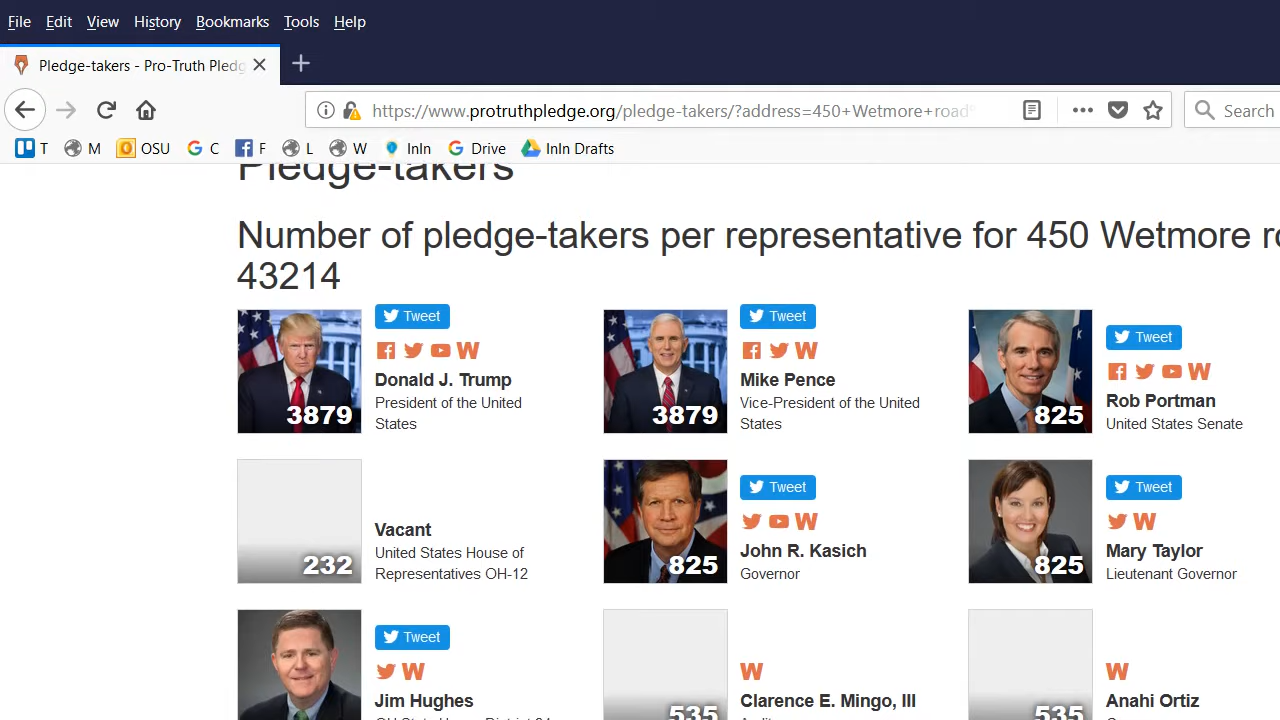 File Edit View History Bookmarks Tools Help
Pledge-takers - Pro-Truth Pledg
https://www.protruthpledge.org/pledge-takers/?address=450+Wetmore+road
Search
T M OSU C F L W InIn Drive InIn Drafts
Pledge-takers
Number of pledge-takers per representative for 450 Wetmore
43214
3879
Tweet
Donald J. Trump
President of the United
States
3879
Tweet
Mike Pence
Vice-President of the United
States
825
Tweet
Rob Portman
United States Senate
232
Vacant
United States House of
Representatives OH-12
825
Tweet
John R. Kasich
Governor
825
Tweet
Mary Taylor
Lieutenant Governor
Tweet
Jim Hughes
535
Clarence E. Mingo, III
535
Anahi Ortiz